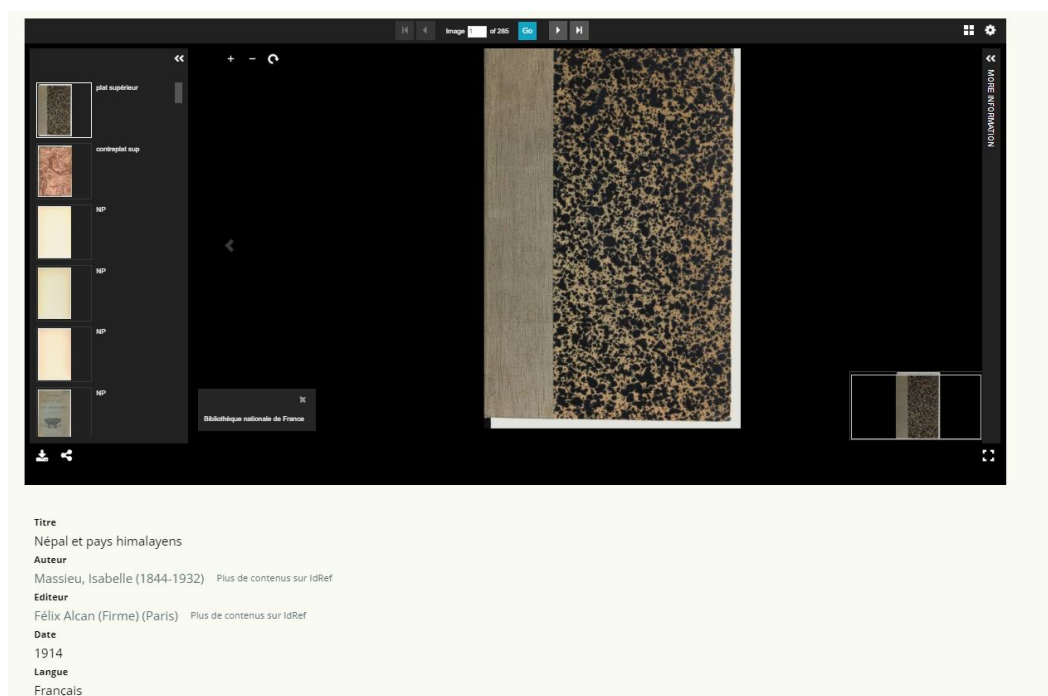 Image 1 of 285 Go
plat supérieur
contreplat sup
NP
NP
NP
NP
MORE INFORMATION
Bibliothèque nationale de France
Titre
Népal et pays himalayens
Auteur
Massieu, Isabelle (1844-1932) Plus de contenus sur IdRef
Editeur
Félix Alcan (Firme) (Paris) Plus de contenus sur IdRef
Date
1914
Langue
Français